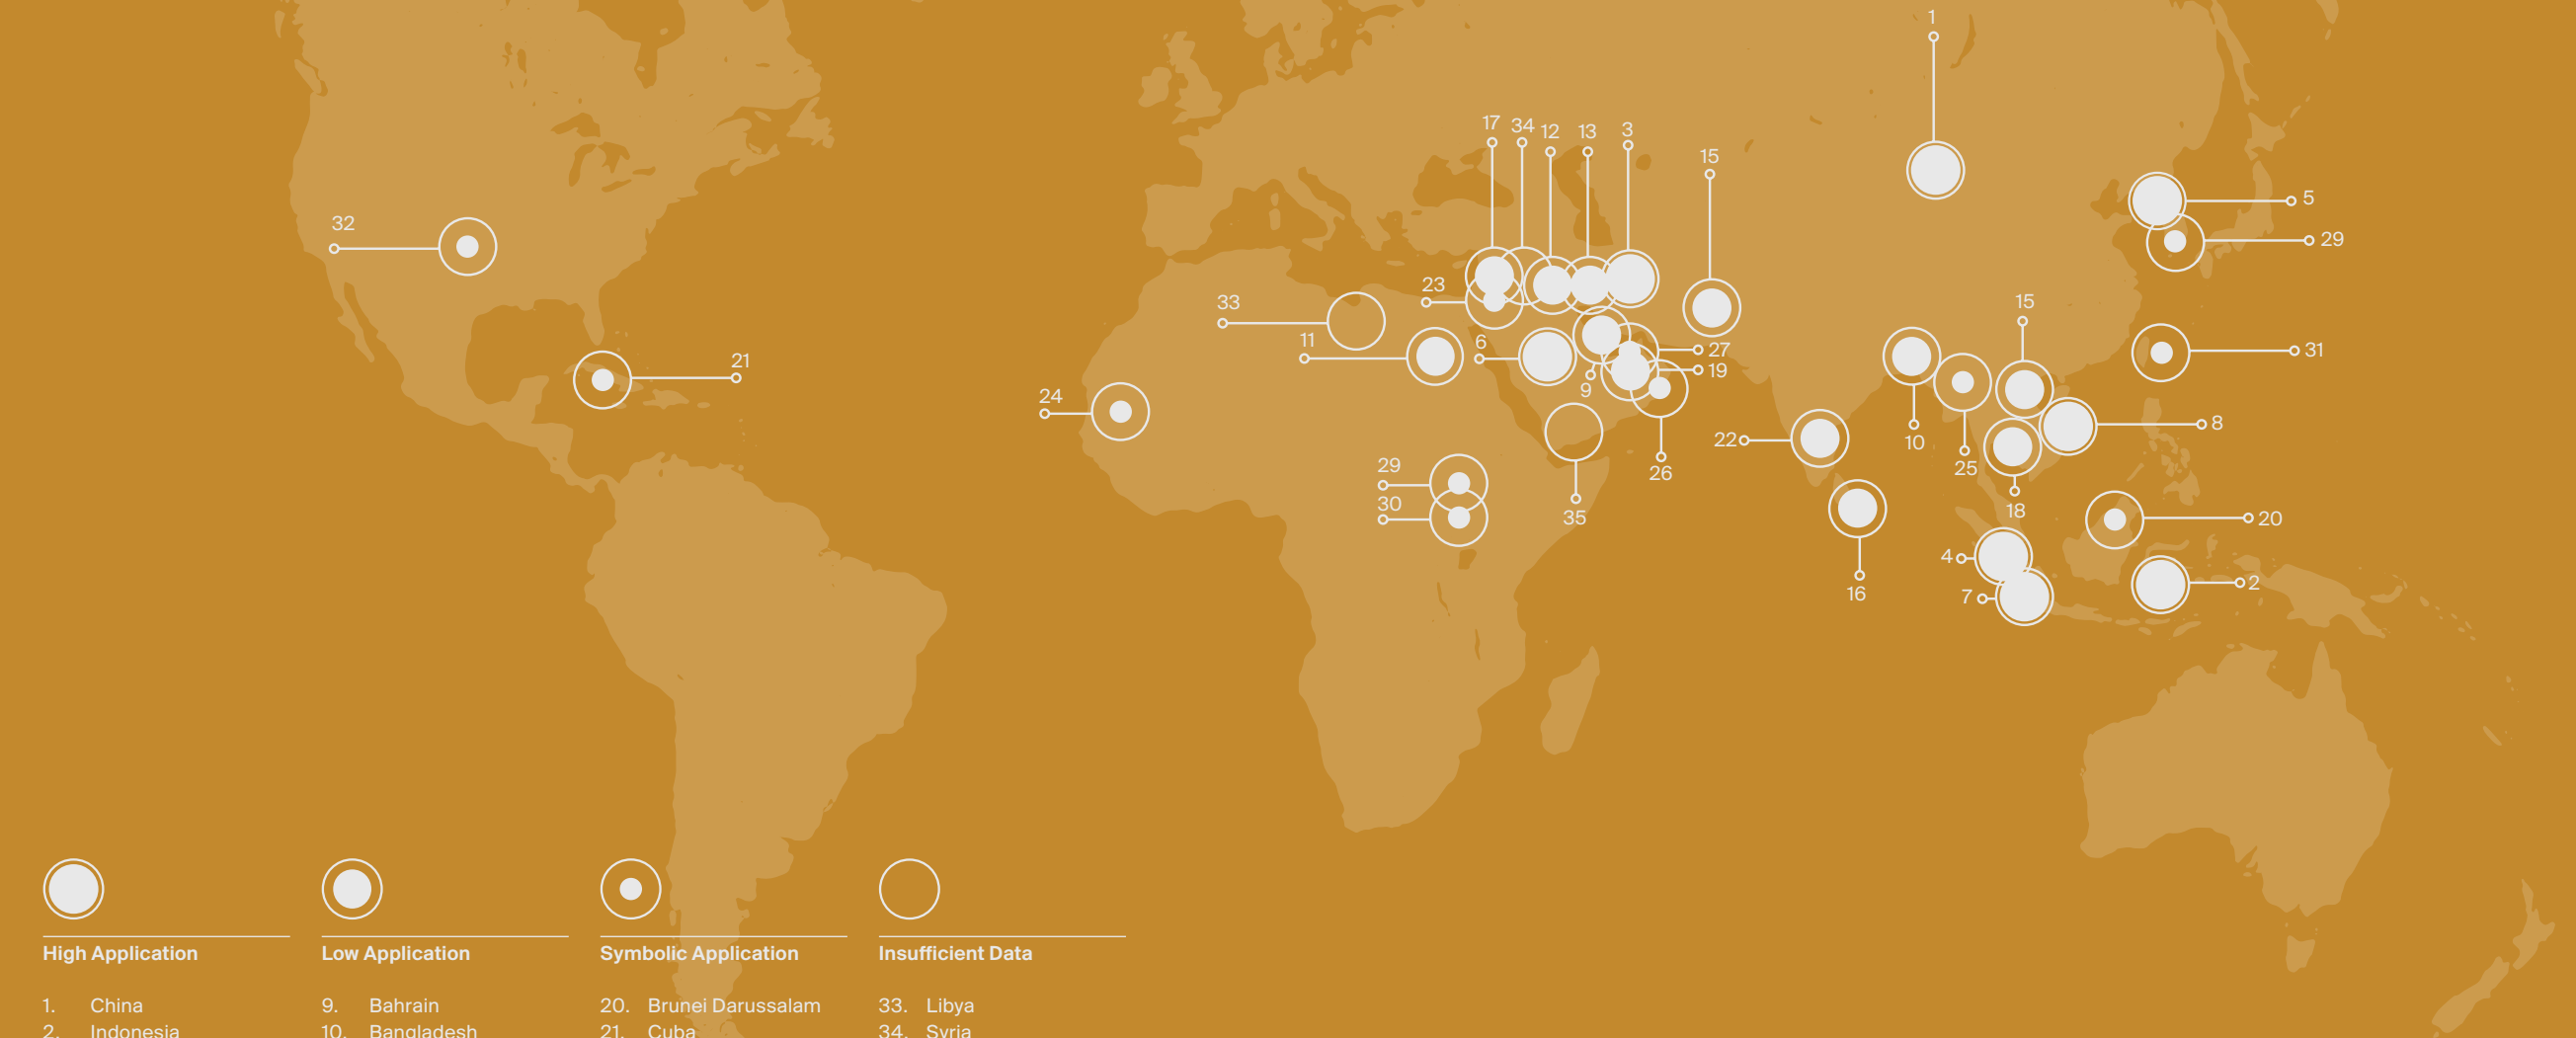 1
17 34 12 13 3
15
5
32
29
23
33
15
11
6
27
31
21
19
9
24
8
22
10
29
25
26
30
35
18
20
4
2
16
7
High Application
Low Application
Symbolic Application
Insufficient Data
1. China
9. Bahrain
20. Brunei Darussalam
33. Libya
2. Indonesia
10. Bangladesh
21. Cuba
34. Syria